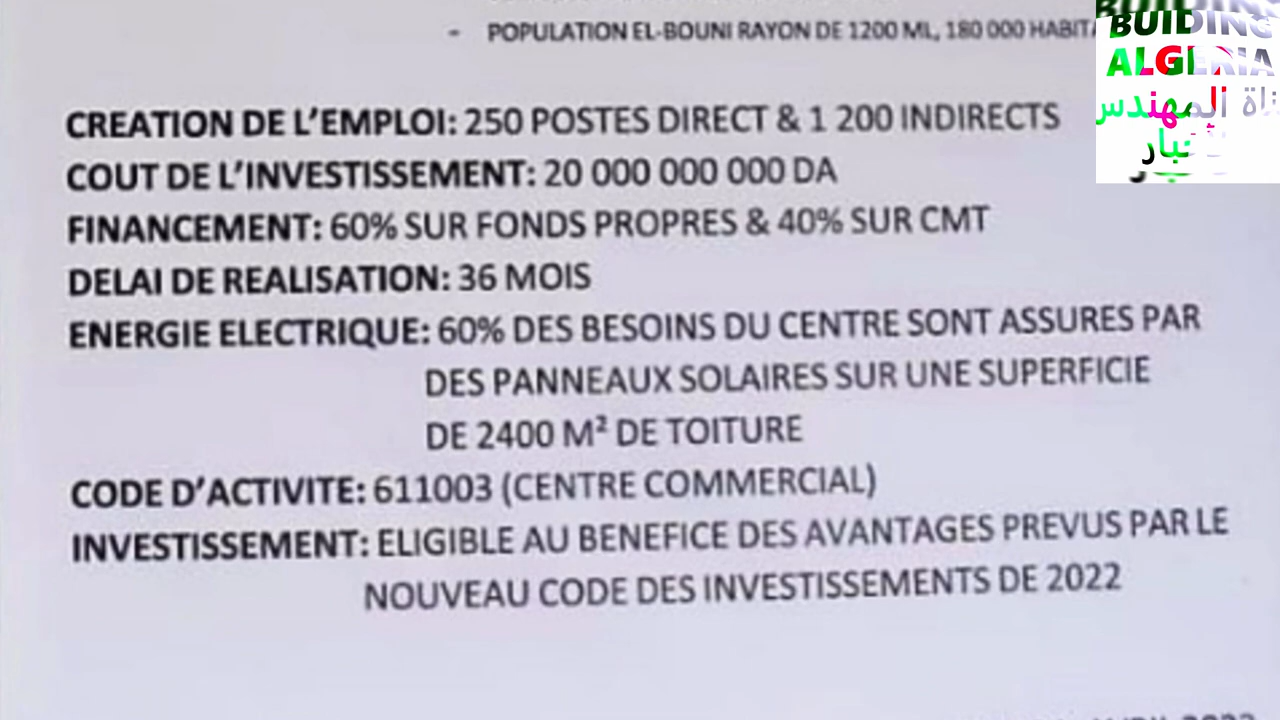 - POPULATION EL-BOUNI RAYON DE 1200 ML, 180 000
BUIDING
ALGERIA
المهندس
CREATION DE L'EMPLOI: 250 POSTES DIRECT & 1 200 INDIRECTS
COUT DE L'INVESTISSEMENT: 20 000 000 000 DA
FINANCEMENT: 60% SUR FONDS PROPRES & 40% SUR CMT
DELAI DE REALISATION: 36 MOIS
ENERGIE ELECTRIQUE: 60% DES BESOINS DU CENTRE SONT ASSURES PAR
DES PANNEAUX SOLAIRES SUR UNE SUPERFICIE
DE 2400 M² DE TOITURE
CODE D'ACTIVITE: 611003 (CENTRE COMMERCIAL)
INVESTISSEMENT: ELIGIBLE AU BENEFICE DES AVANTAGES PREVUS PAR LE
NOUVEAU CODE DES INVESTISSEMENTS DE 2022